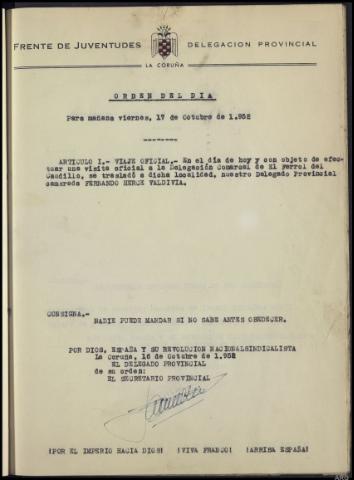 FRENTE DE JUVENTUDES DELEGACION PROVINCIAL
LA CORUÑA
ORDEN DEL DIA
Para mañana viernes, 17 de Octubre de 1.952
ARTICULO I.- VIAJE OFICIAL.- En el día de hoy y con objeto de efec-
tuar una visita oficial a la Delegación Comarcal de El Ferrol del
Caudillo, se trasladó a dicha localidad, nuestro Delegado Provincial
camarada FERNANDO HERCE VALDIVIA.
CONSIGNA.-
NADIE PUEDE MANDAR SI NO SABE ANTES OBEDECER.
POR DIOS, ESPAÑA Y SU REVOLUCION NACIONALSINDICALISTA
La Coruña, 16 de Octubre de 1.952
EL DELEGADO PROVINCIAL
de su orden:
EL SECRETARIO PROVINCIAL
¡POR EL IMPERIO HACIA DIOS! ¡VIVA FRANCO! ¡ARRIBA ESPAÑA!